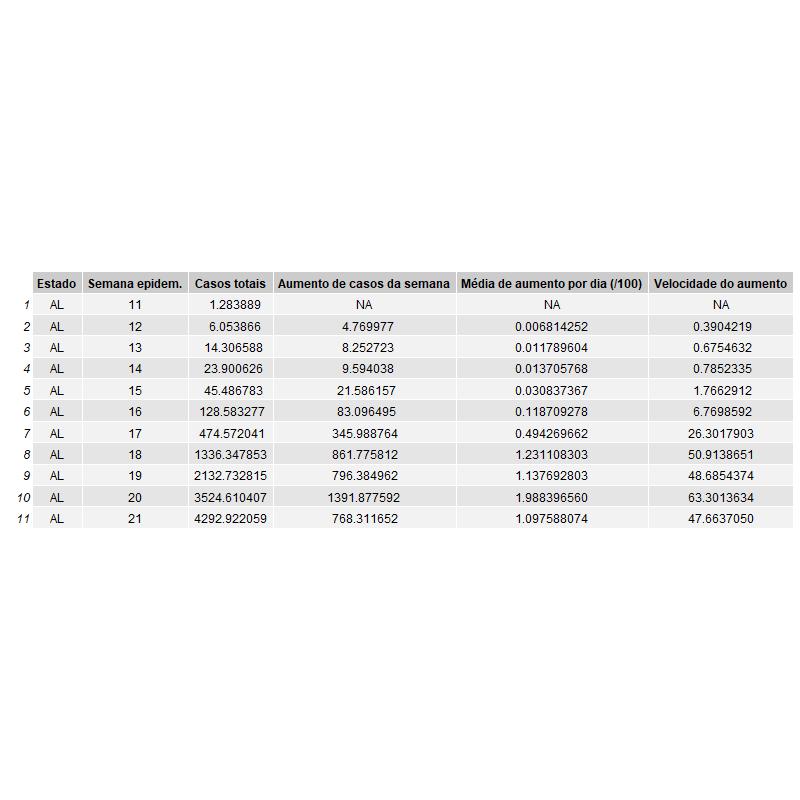 Estado Semana epidem. Casos totais Aumento de casos da semana Média de aumento por dia (/100) Velocidade do aumento
1 AL 11 1.283889 NA NA NA
2 AL 12 6.053866 4.769977 0.006814252 0.3904219
3 AL 13 14.306588 8.252723 0.011789604 0.6754632
4 AL 14 23.900626 9.594038 0.013705768 0.7852335
5 AL 15 45.486783 21.586157 0.030837367 1.7662912
6 AL 16 128.583277 83.096495 0.118709278 6.7698592
7 AL 17 474.572041 345.988764 0.494269662 26.3017903
8 AL 18 1336.347853 861.775812 1.231108303 50.9138651
9 AL 19 2132.732815 796.384962 1.137692803 48.6854374
10 AL 20 3524.610407 1391.877592 1.988396560 63.3013634
11 AL 21 4292.922059 768.311652 1.097588074 47.6637050